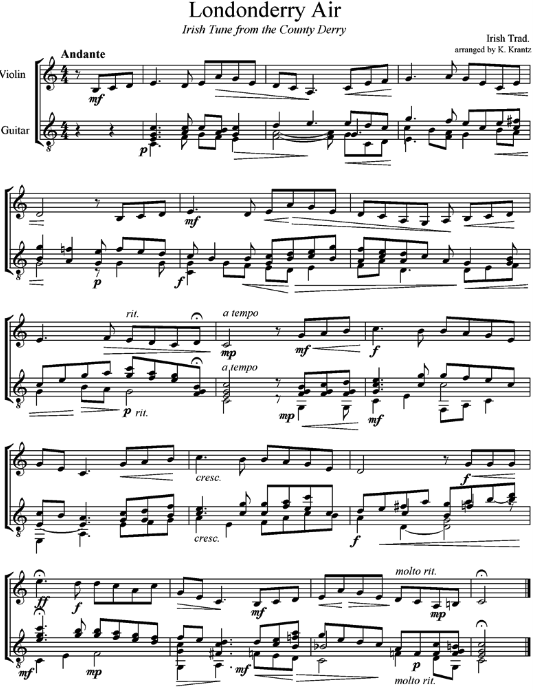 Londonderry Air
Irish Tune from the County Derry
Irish Trad.
arranged by K. Krantz
Andante
Violin
mf
Guitar
p
mf
p
f
rit.
a tempo
mp
mf
f
a tempo
p rit.
mp
mf
cresc.
f
cresc.
f
molto rit.
ff
f
mf
mp
mf
mp
mf
f
p
molto rit.